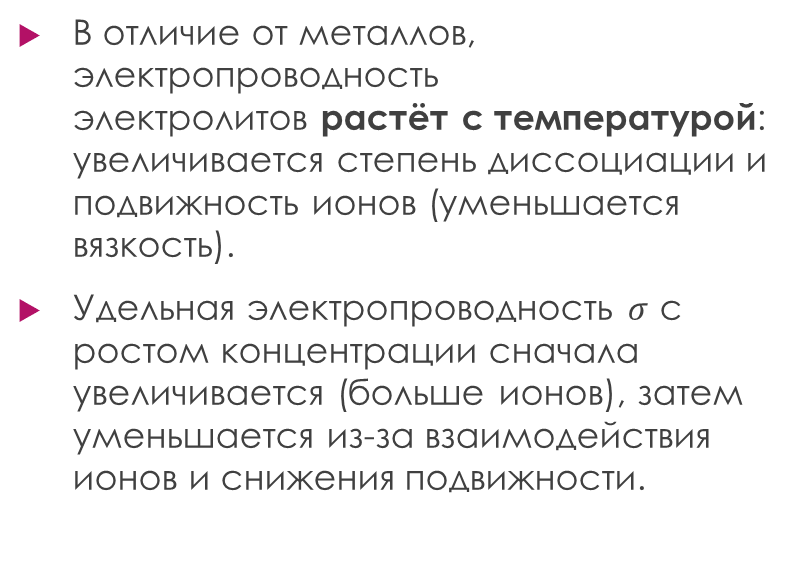 В отличие от металлов,
электропроводность
электролитов растёт с температурой:
увеличивается степень диссоциации и
подвижность ионов (уменьшается
вязкость).
Удельная электропроводность σ с
ростом концентрации сначала
увеличивается (больше ионов), затем
уменьшается из-за взаимодействия
ионов и снижения подвижности.